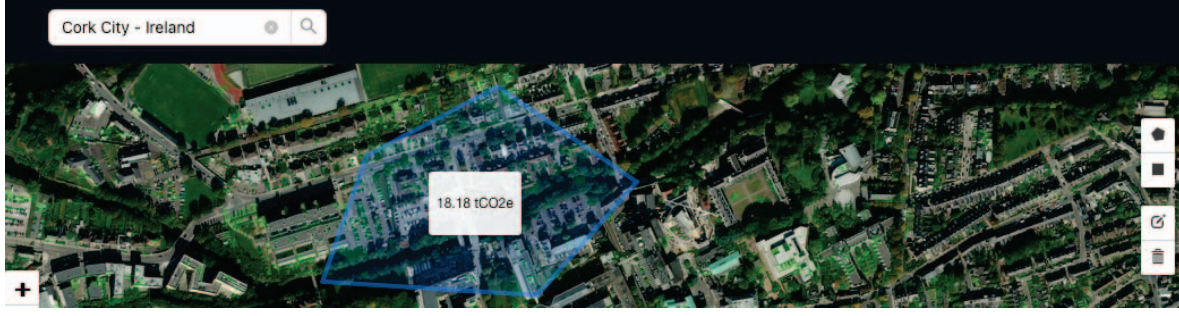 Cork City - Ireland
18.18 tCO2e
+